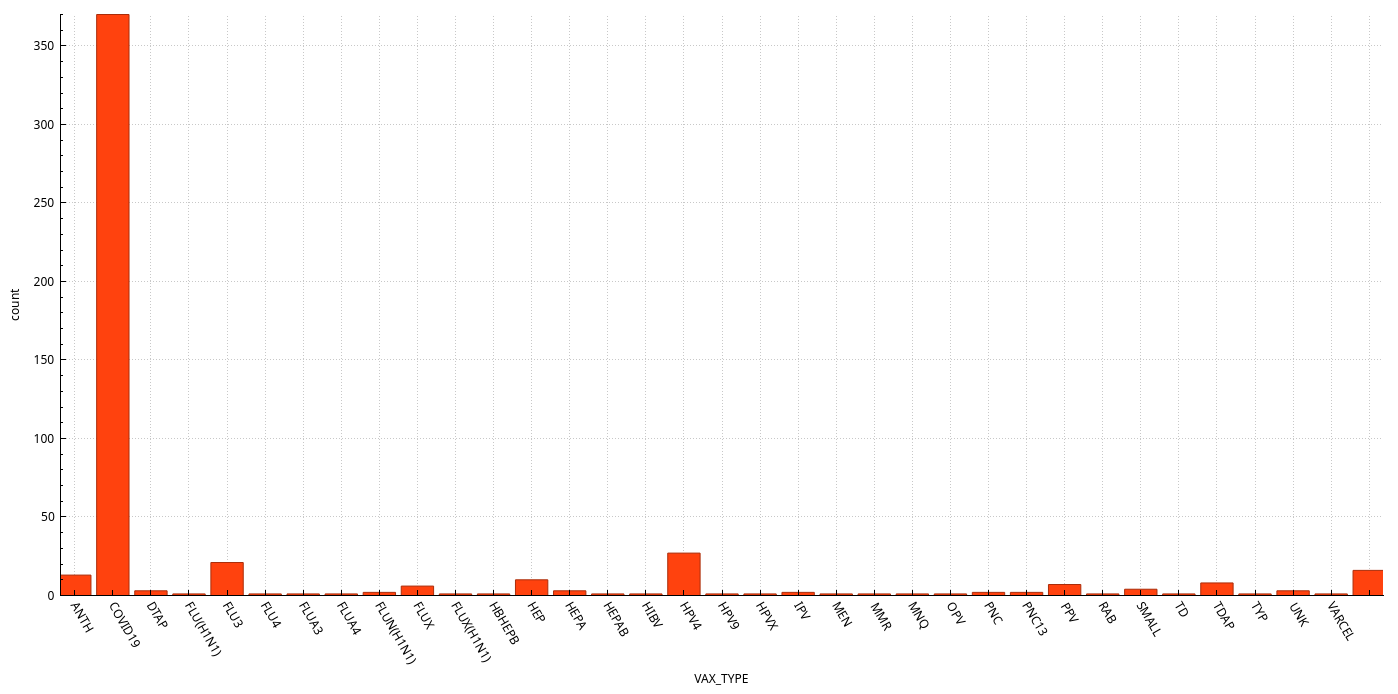 350
300
250
200
150
100
50
0
count
ANTH
COVID19
DTAP
FLU(H1N1)
FLU3
FLU4
FLUA3
FLUA4
FLUN(H1N1)
FLUX
FLUX(H1N1)
HBHEPB
HEP
HEPA
HEPAB
HIBV
HPV4
HPV9
HPVX
IPV
MEN
MMR
MNQ
OPV
PNC
PNC13
PPV
RAB
SMALL
TD
TDAP
TYP
UNK
VARCEL
VAX_TYPE